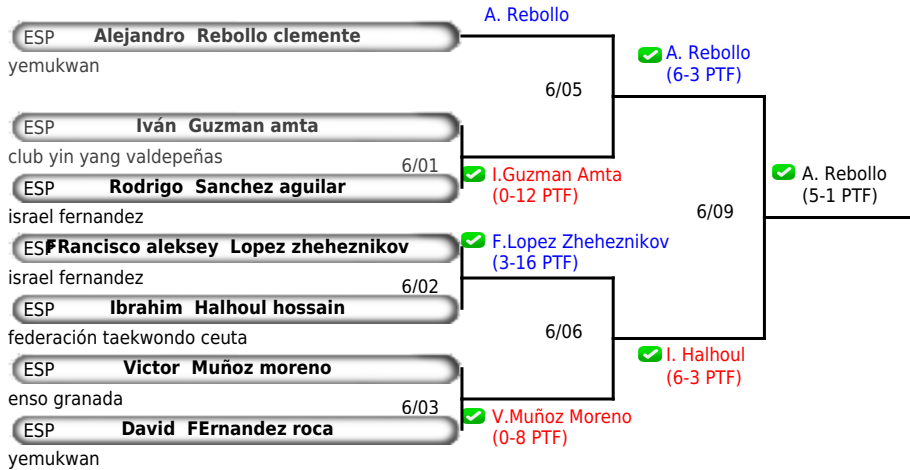 A. Rebollo
ESP Alejandro Rebollo clemente
yemukwan
A. Rebollo
(6-3 PTF)
6/05
ESP Iván Guzman amta
club yin yang valdepeñas
6/01
I.Guzman Amta
(0-12 PTF)
A. Rebollo
(5-1 PTF)
ESP Rodrigo Sanchez aguilar
israel fernandez
6/09
ESP FRancisco aleksey Lopez zheheznikov
israel fernandez
F.Lopez Zheheznikov
(3-16 PTF)
6/02
ESP Ibrahim Halhoul hossain
federación taekwondo ceuta
6/06
I. Halhoul
(6-3 PTF)
ESP Victor Muñoz moreno
enso granada
6/03
V.Muñoz Moreno
(0-8 PTF)
ESP David FErnandez roca
yemukwan